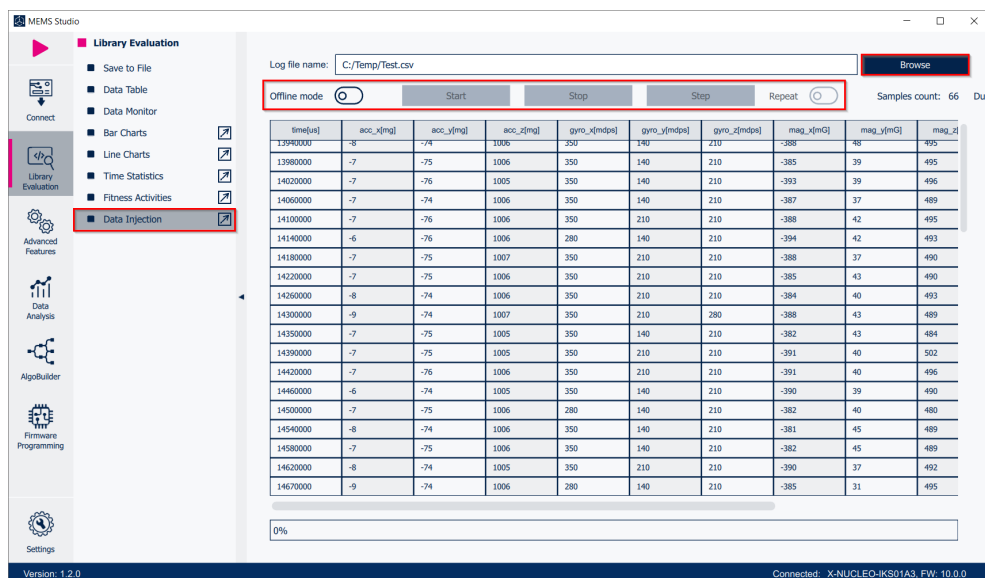 MEMS Studio
Connect
Library
Evaluation
Advanced
Features
Data
Analysis
AlgoBuilder
Firmware
Programming
Settings
Library Evaluation
Save to File
Data Table
Data Monitor
Bar Charts
Line Charts
Time Statistics
Fitness Activities
Data Injection
Log file name: C:/Temp/Test.csv Browse
Offline mode Start Stop Step Repeat Samples count: 66 Du
time[us] acc_x[mg] acc_y[mg] acc_z[mg] gyro_x[mdps] gyro_y[mdps] gyro_z[mdps] mag_x[mG] mag_y[mG] mag_z[
13940000 -8 -74 1006 350 140 210 -388 48 495
13980000 -7 -75 1006 350 140 210 -385 39 495
14020000 -7 -76 1005 350 140 210 -393 39 496
14060000 -7 -74 1006 350 140 210 -387 37 489
14100000 -7 -76 1006 350 210 210 -388 42 495
14140000 -6 -76 1006 280 140 210 -394 42 493
14180000 -7 -75 1007 350 210 210 -388 37 490
14220000 -7 -75 1006 350 210 210 -385 43 490
14260000 -8 -74 1006 350 210 210 -384 40 493
14300000 -9 -74 1007 350 210 280 -388 43 489
14350000 -7 -75 1005 350 140 210 -382 43 484
14390000 -7 -75 1005 350 210 210 -391 40 502
14420000 -7 -76 1006 350 210 210 -391 40 496
14460000 -6 -74 1005 350 140 210 -390 39 490
14500000 -7 -75 1006 280 140 210 -382 40 480
14540000 -8 -74 1006 350 140 210 -381 45 489
14580000 -7 -75 1006 350 140 210 -382 45 489
14620000 -8 -74 1005 350 210 210 -390 37 492
14670000 -9 -74 1006 280 140 210 -385 31 495
0%
Version: 1.2.0 Connected: X-NUCLEO-IKS01A3, FW: 10.0.0